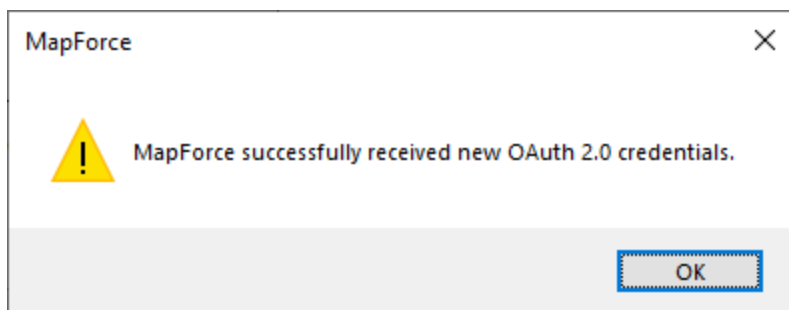 MapForce
MapForce successfully received new OAuth 2.0 credentials.
OK